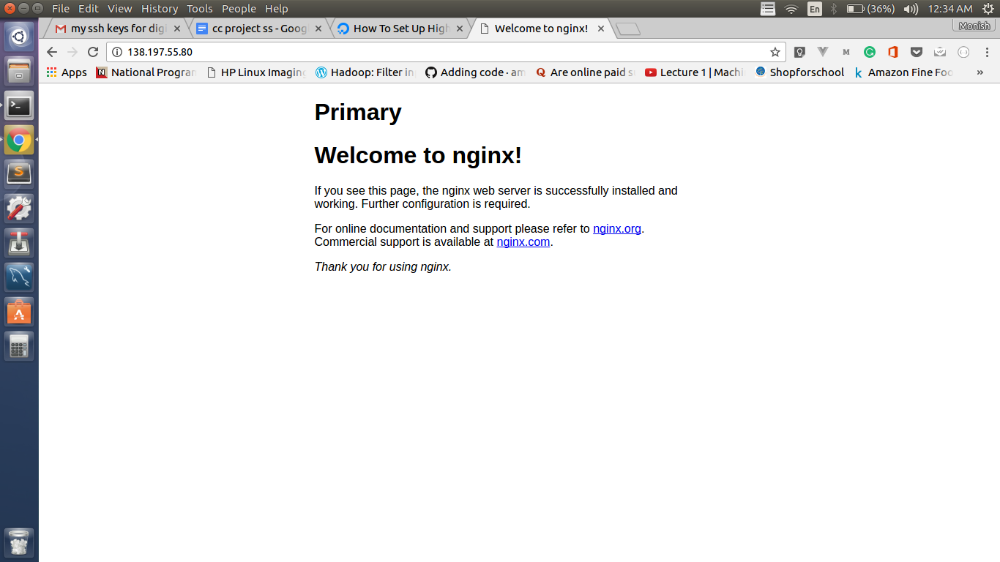 File Edit View History Tools People Help
En (36%) 12:34 AM
my ssh keys for digi cc project ss - Goog How To Set Up High Welcome to nginx! Monish
138.197.55.80
Apps National Program HP Linux Imaging Hadoop: Filter in Adding code · am Are online paid s Lecture 1 | Machi Shopforschool Amazon Fine Foo »
Primary
Welcome to nginx!
If you see this page, the nginx web server is successfully installed and
working. Further configuration is required.
For online documentation and support please refer to nginx.org.
Commercial support is available at nginx.com.
Thank you for using nginx.